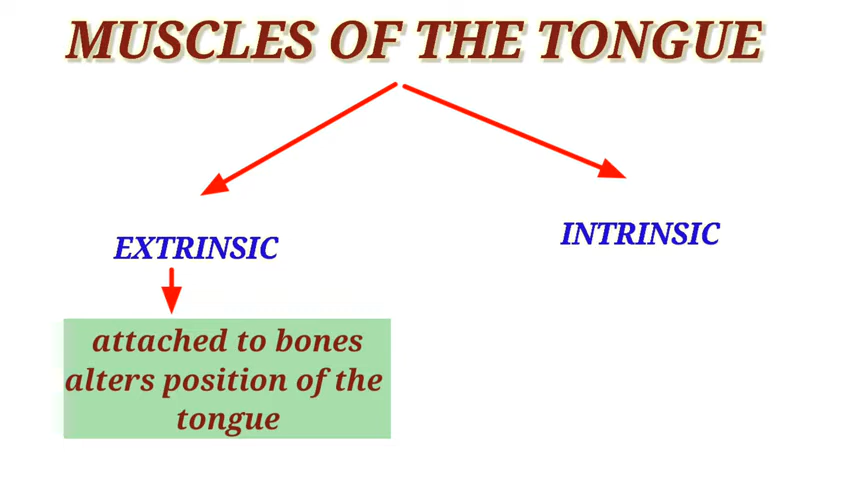 MUSCLES OF THE TONGUE
EXTRINSIC
INTRINSIC
attached to bones
alters position of the
tongue